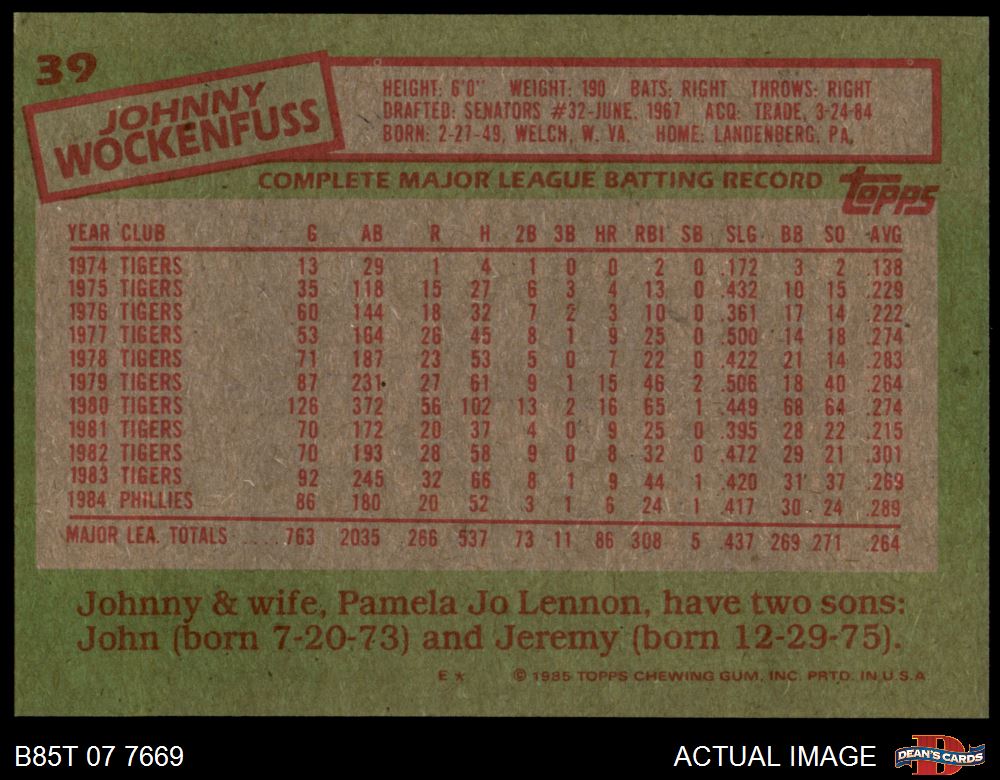 39
JOHNNY
WOCKENFUSS
HEIGHT: 6'0" WEIGHT: 190 BATS: RIGHT THROWS: RIGHT
DRAFTED: SENATORS #32-JUNE, 1967 ACQ: TRADE, 3-24-84
BORN: 2-27-49, WELCH, W. VA. HOME: LANDENBERG, PA.
COMPLETE MAJOR LEAGUE BATTING RECORD
TOPPS
YEAR CLUB G AB R H 2B 3B HR RBI SB SLG BB SO AVG
1974 TIGERS 13 29 1 4 1 0 0 2 0 .172 3 2 .138
1975 TIGERS 35 118 15 27 6 3 4 13 0 .432 10 15 .229
1976 TIGERS 60 144 18 32 7 2 3 10 0 .361 17 14 .222
1977 TIGERS 53 164 26 45 8 1 9 25 0 .500 14 18 .274
1978 TIGERS 71 187 23 53 5 0 7 22 0 .422 21 14 .283
1979 TIGERS 87 231 27 61 9 1 15 46 2 .506 18 40 .264
1980 TIGERS 126 372 56 102 13 2 16 65 1 .449 68 64 .274
1981 TIGERS 70 172 20 37 4 0 9 25 0 .395 28 22 .215
1982 TIGERS 70 193 28 58 9 0 8 32 0 .472 29 21 .301
1983 TIGERS 92 245 32 66 8 1 9 44 1 .420 31 37 .269
1984 PHILLIES 86 180 20 52 3 1 6 24 1 .417 30 24 .289
MAJOR LEA. TOTALS ....763 2035 266 537 73 11 86 308 5 .437 269 271 .264
Johnny & wife, Pamela Jo Lennon, have two sons:
John (born 7-20-73) and Jeremy (born 12-29-75).
E * © 1985 TOPPS CHEWING GUM, INC. PRTD. IN U.S.A
B85T 07 7669
ACTUAL IMAGE
DEAN'S CARDS